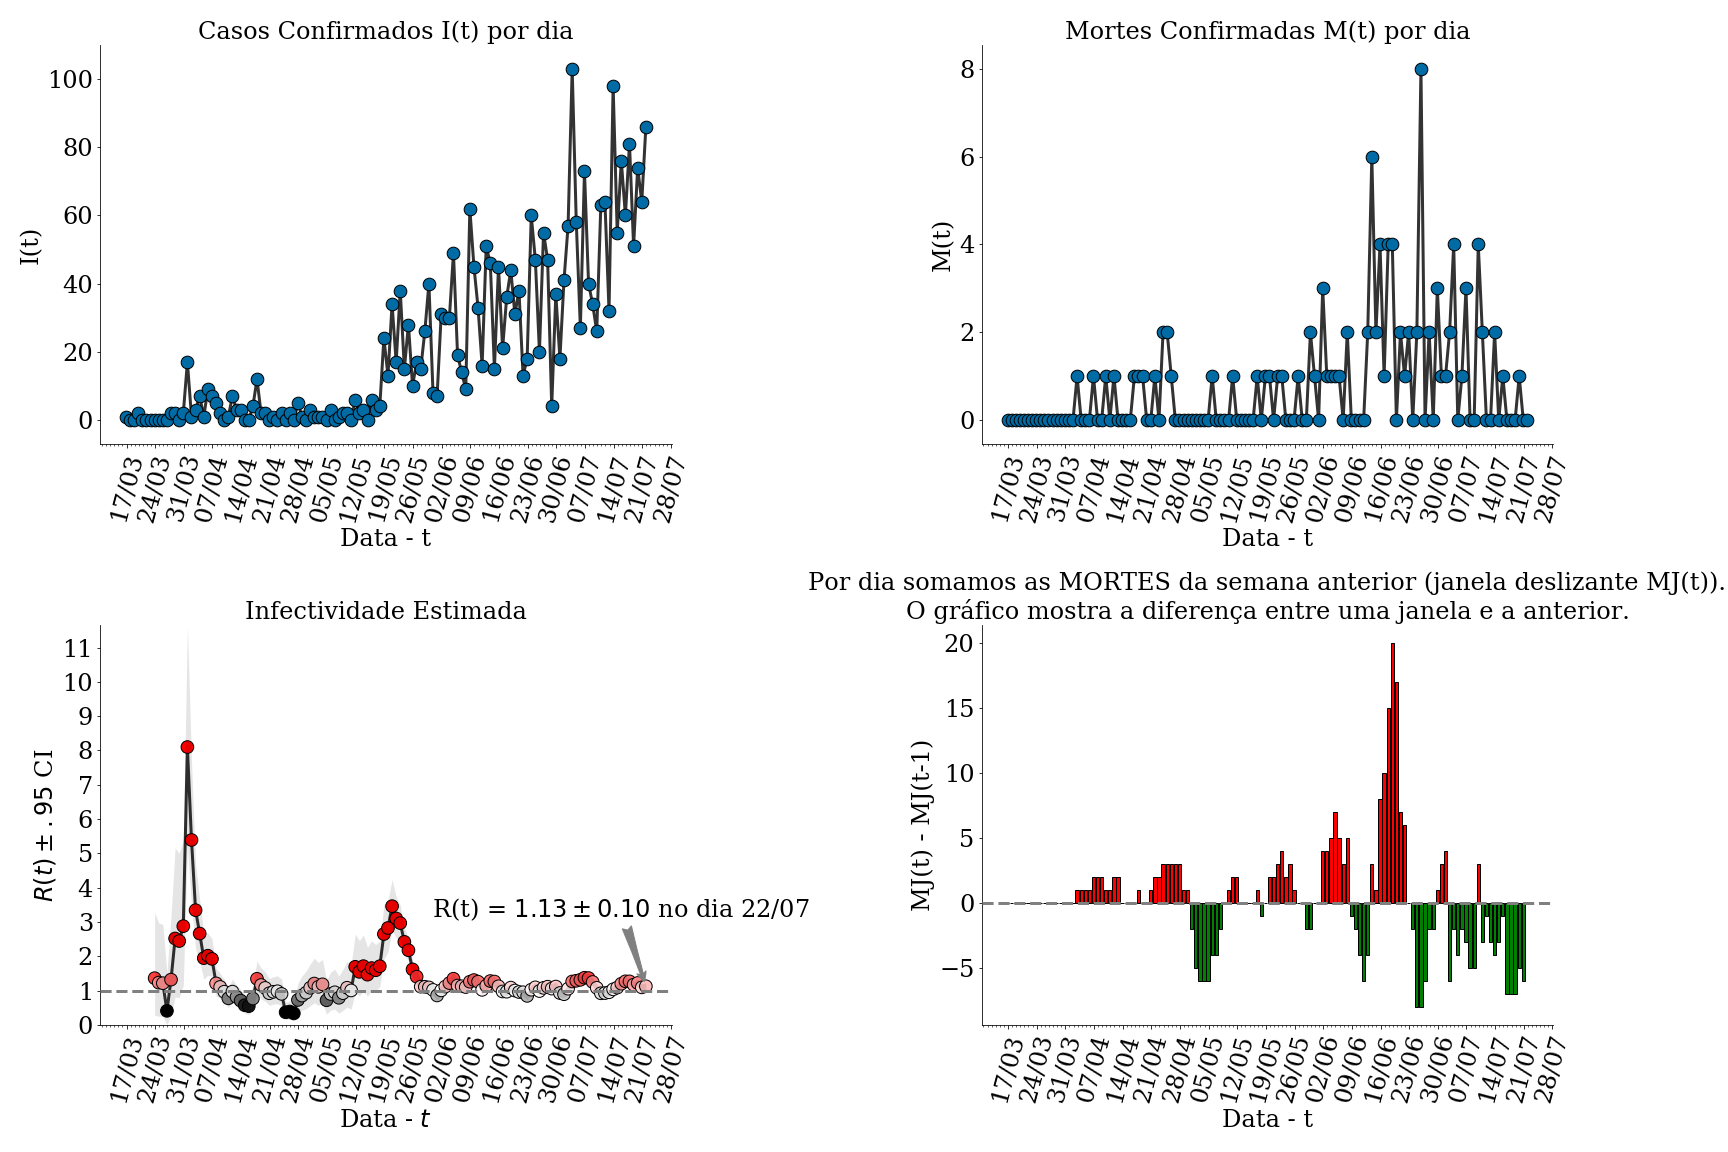 Casos Confirmados I(t) por dia
I(t)
100
80
60
40
20
0
17/03 24/03 31/03 07/04 14/04 21/04 28/04 05/05 12/05 19/05 26/05 02/06 09/06 16/06 23/06 30/06 07/07 14/07 21/07 28/07
Data - t
Mortes Confirmadas M(t) por dia
M(t)
8
6
4
2
0
17/03 24/03 31/03 07/04 14/04 21/04 28/04 05/05 12/05 19/05 26/05 02/06 09/06 16/06 23/06 30/06 07/07 14/07 21/07 28/07
Data - t
Infectividade Estimada
R(t) ± .95 CI
11
10
9
8
7
6
5
4
3
2
1
0
R(t) = 1.13 ± 0.10 no dia 22/07
17/03 24/03 31/03 07/04 14/04 21/04 28/04 05/05 12/05 19/05 26/05 02/06 09/06 16/06 23/06 30/06 07/07 14/07 21/07 28/07
Data - t
Por dia somamos as MORTES da semana anterior (janela deslizante MJ(t)).
O gráfico mostra a diferença entre uma janela e a anterior.
MJ(t) - MJ(t-1)
20
15
10
5
0
−5
17/03 24/03 31/03 07/04 14/04 21/04 28/04 05/05 12/05 19/05 26/05 02/06 09/06 16/06 23/06 30/06 07/07 14/07 21/07 28/07
Data - t